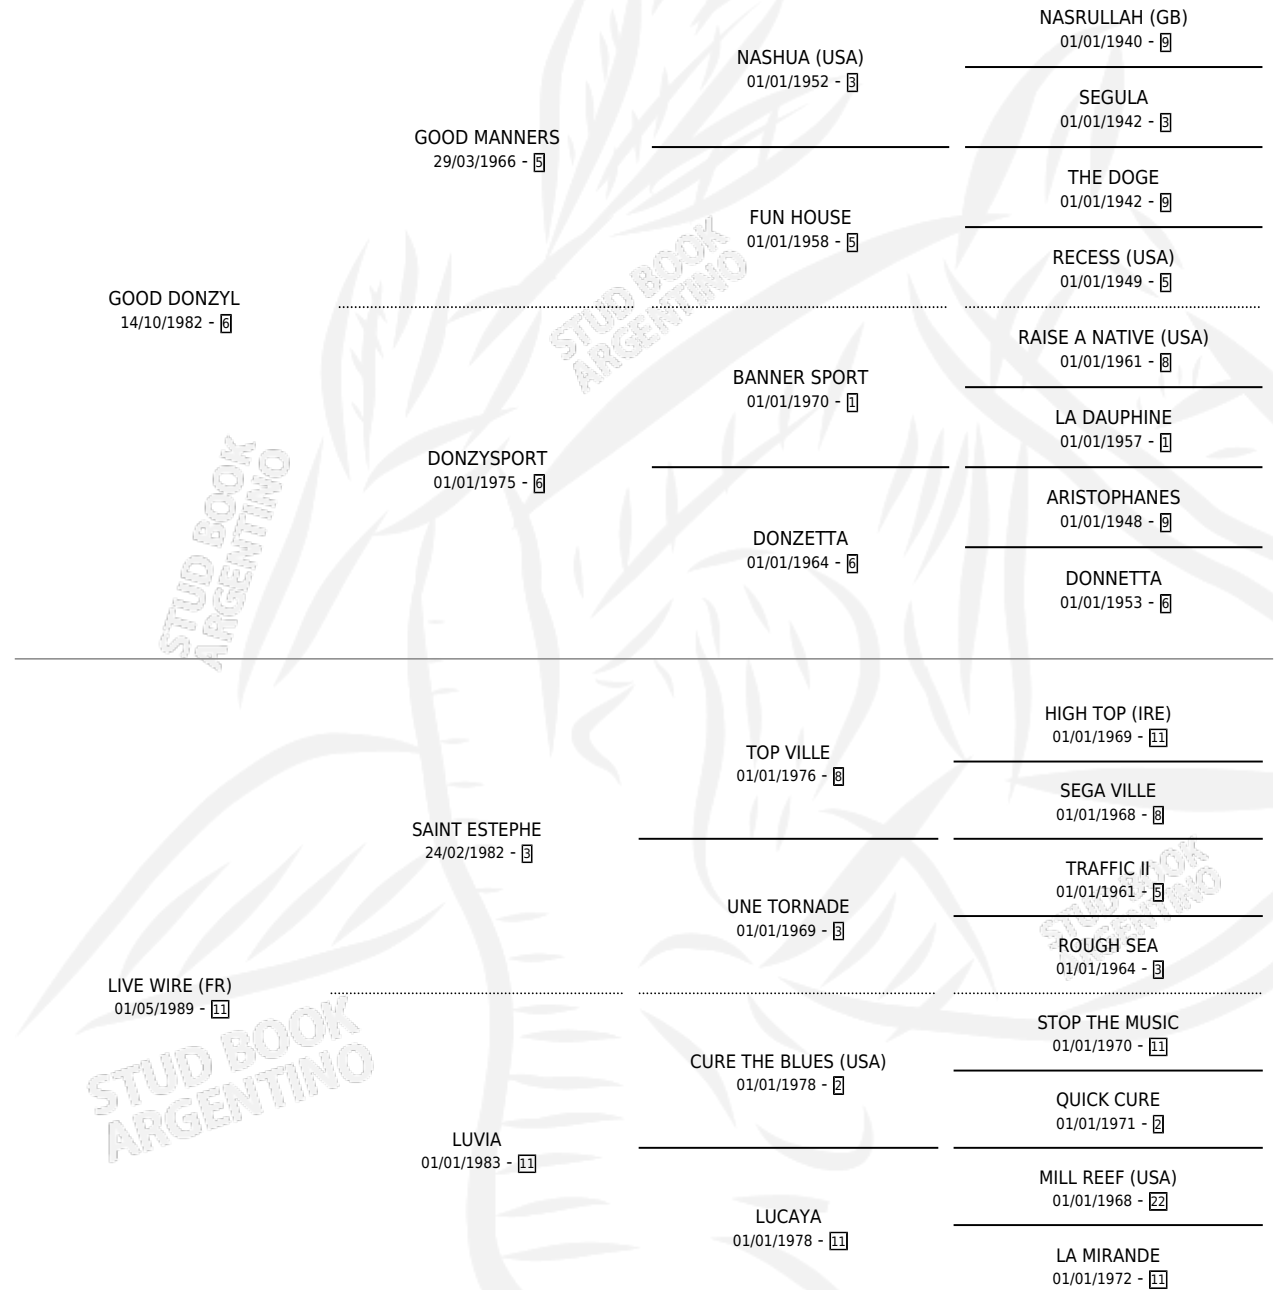 NASRULLAH (GB)
01/01/1940 - 9
NASHUA (USA)
01/01/1952 - 3
SEGULA
01/01/1942 - 3
GOOD MANNERS
29/03/1966 - 5
THE DOGE
01/01/1942 - 9
FUN HOUSE
01/01/1958 - 5
RECESS (USA)
01/01/1949 - 5
GOOD DONZYL
14/10/1982 - 6
RAISE A NATIVE (USA)
01/01/1961 - 8
BANNER SPORT
01/01/1970 - 1
LA DAUPHINE
01/01/1957 - 1
DONZYSPORT
01/01/1975 - 6
ARISTOPHANES
01/01/1948 - 9
DONZETTA
01/01/1964 - 6
DONNETTA
01/01/1953 - 6
STUD BOOK
ARGENTINO
STUD BOOK
ARGENTINO
HIGH TOP (IRE)
01/01/1969 - 11
TOP VILLE
01/01/1976 - 8
SEGA VILLE
01/01/1968 - 8
SAINT ESTEPHE
24/02/1982 - 3
TRAFFIC II
01/01/1961 - 5
UNE TORNADE
01/01/1969 - 3
ROUGH SEA
01/01/1964 - 3
STUD BOOK
ARGENTINO
LIVE WIRE (FR)
01/05/1989 - 11
STOP THE MUSIC
01/01/1970 - 11
CURE THE BLUES (USA)
01/01/1978 - 2
QUICK CURE
01/01/1971 - 2
LUVIA
01/01/1983 - 11
MILL REEF (USA)
01/01/1968 - 22
LUCAYA
01/01/1978 - 11
LA MIRANDE
01/01/1972 - 11
STUD BOOK
ARGENTINO